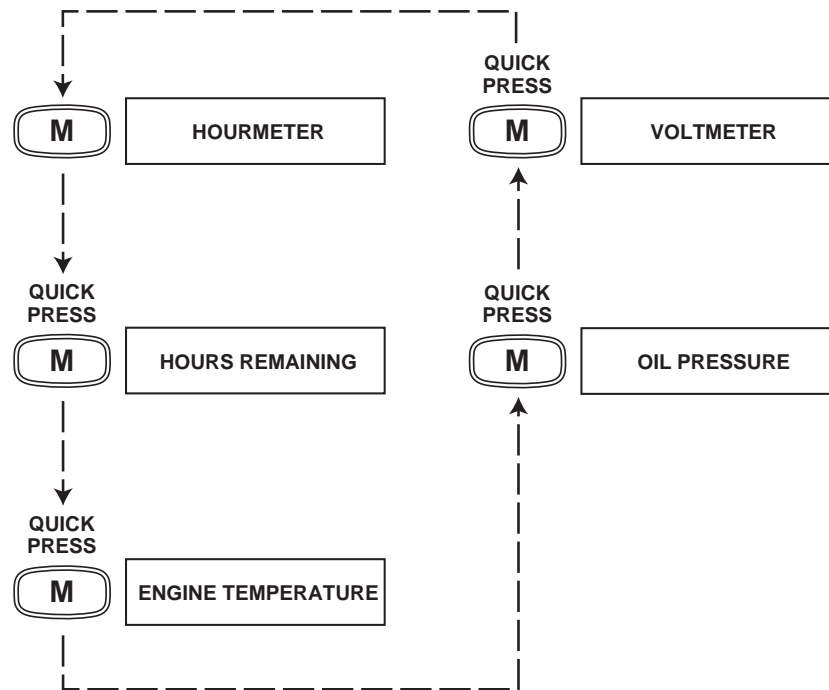 QUICK
PRESS
M
HOURMETER
M
VOLTMETER
QUICK
PRESS
M
HOURS REMAINING
QUICK
PRESS
M
OIL PRESSURE
QUICK
PRESS
M
ENGINE TEMPERATURE